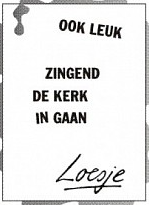 OOK LEUK
ZINGEND
DE KERK
IN GAAN
Loesje